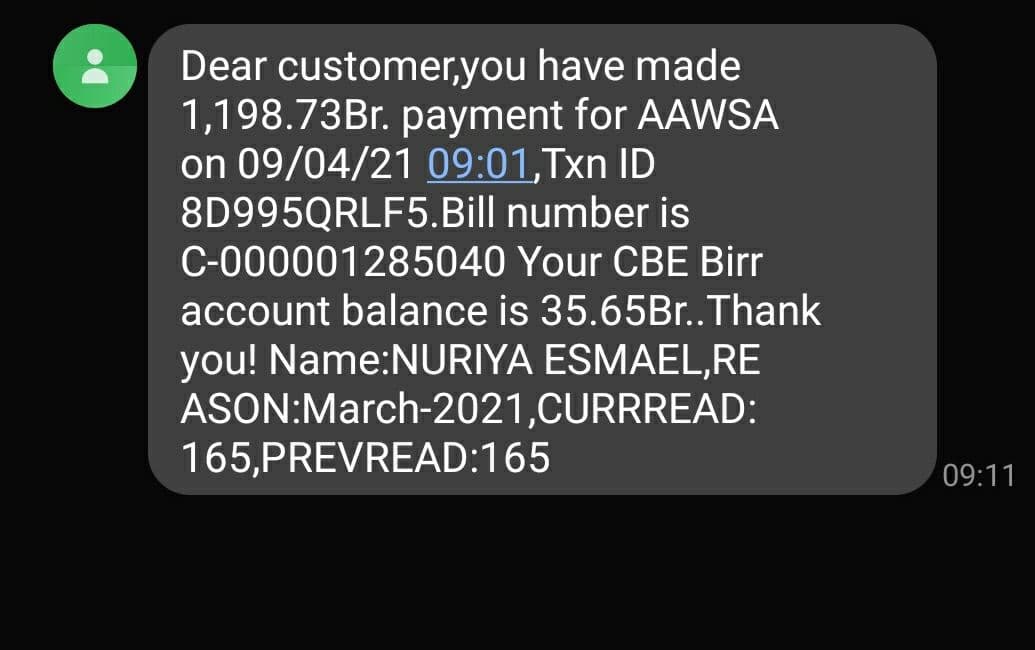 Dear customer,you have made
1,198.73Br. payment for AAWSA
on 09/04/21 09:01,Txn ID
8D995QRLF5.Bill number is
C-000001285040 Your CBE Birr
account balance is 35.65Br..Thank
you! Name:NURIYA ESMAEL,RE
ASON:March-2021,CURRREAD:
165,PREVREAD:165
09:11